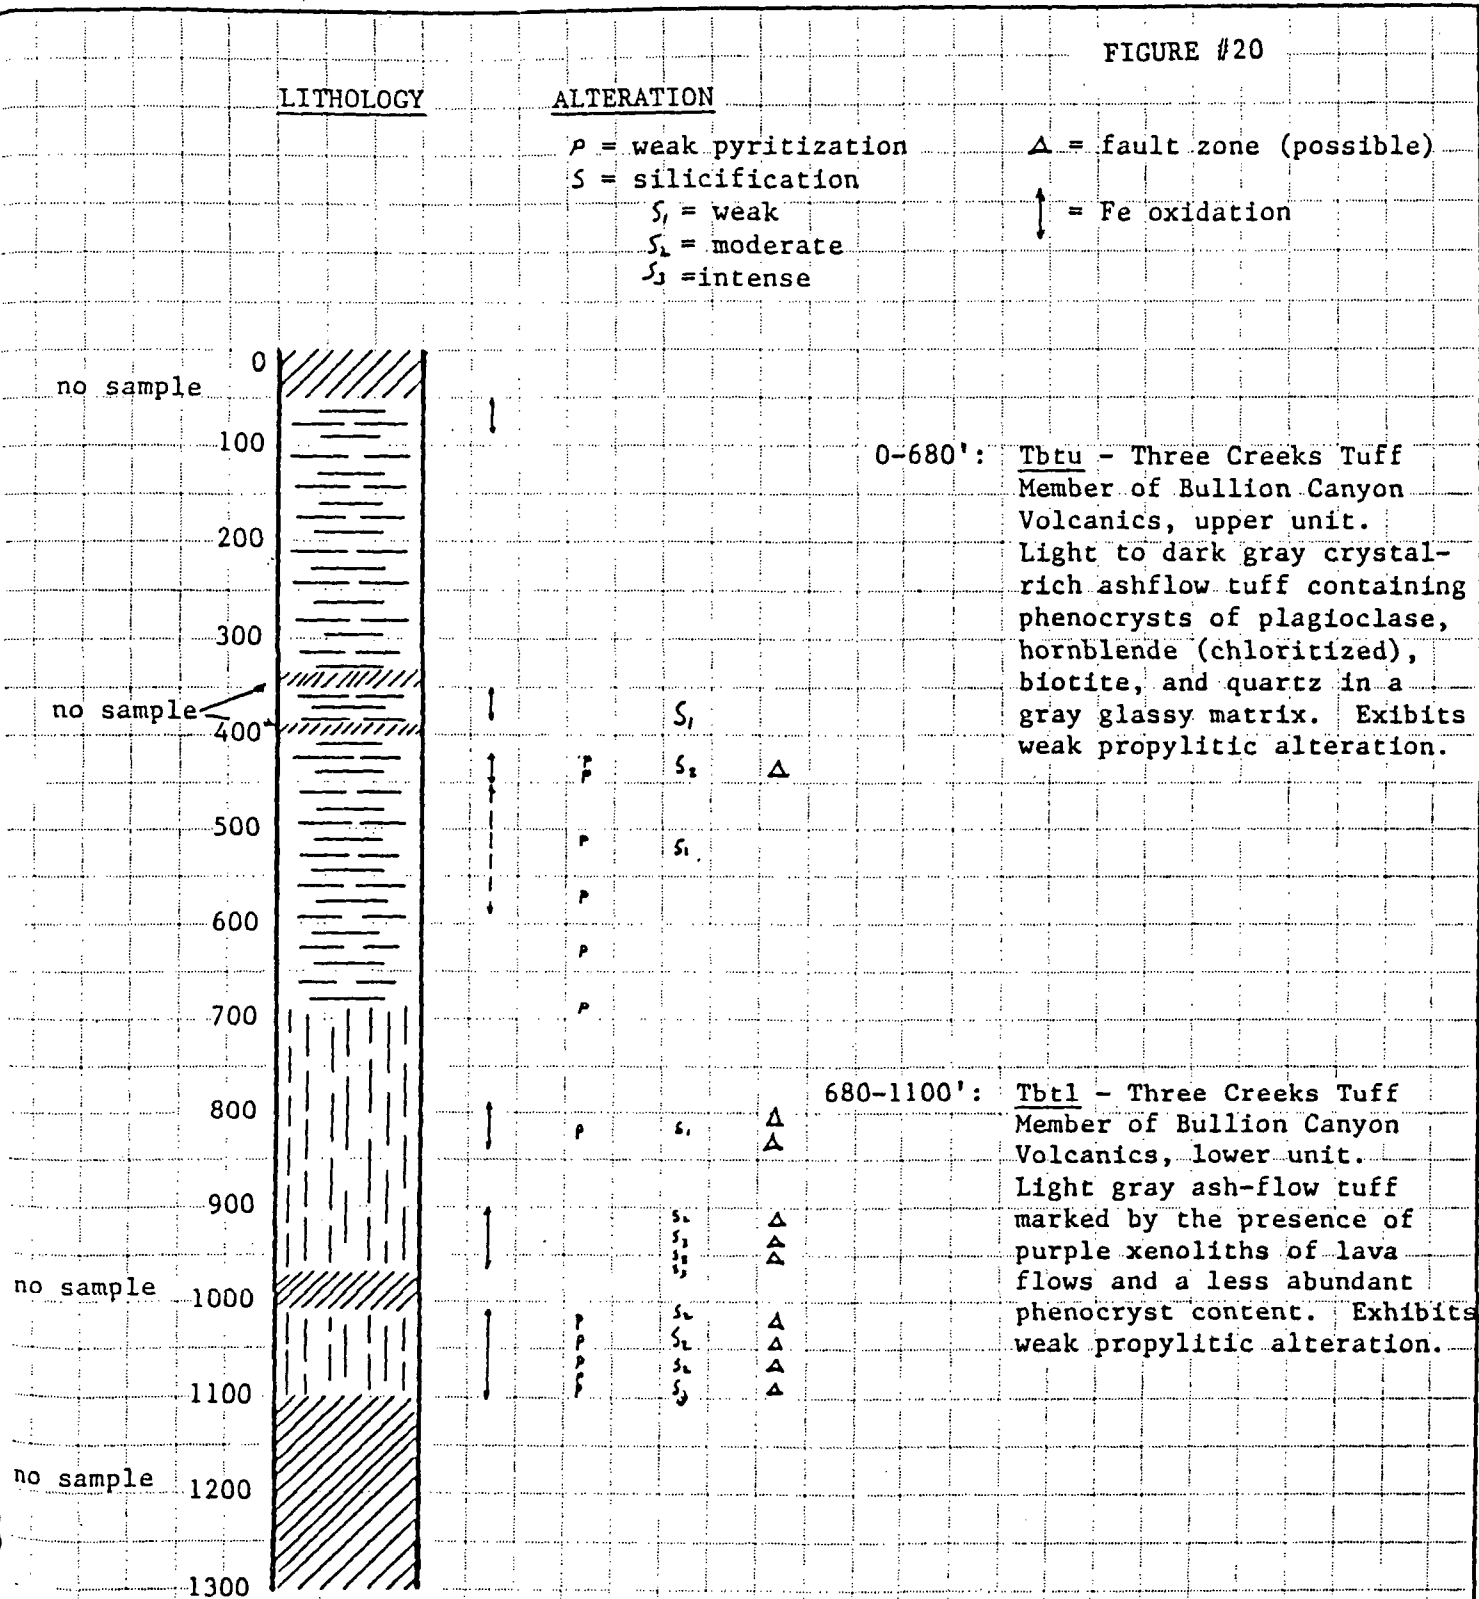 FIGURE #20
LITHOLOGY
ALTERATION
P = weak pyritization
S = silicification
S₁ = weak
S₂ = moderate
S₃ =intense
Δ = fault zone (possible)
↕ = Fe oxidation
0
no sample
100
200
300
no sample
400
500
600
700
800
900
no sample
1000
1100
no sample
1200
1300
S₁
P
P
S₂
Δ
P
S₁
P
P
P
P
S₁
Δ
Δ
S₂
Δ
Δ
Δ
P
S₂
Δ
P
S₂
Δ
P
S₂
Δ
P
S₃
Δ
0-680': Tbtu - Three Creeks Tuff
Member of Bullion Canyon
Volcanics, upper unit.
Light to dark gray crystal-
rich ashflow tuff containing
phenocrysts of plagioclase,
hornblende (chloritized),
biotite, and quartz in a
gray glassy matrix. Exibits
weak propylitic alteration.
680-1100': Tbtl - Three Creeks Tuff
Member of Bullion Canyon
Volcanics, lower unit.
Light gray ash-flow tuff
marked by the presence of
purple xenoliths of lava
flows and a less abundant
phenocryst content. Exhibits
weak propylitic alteration.